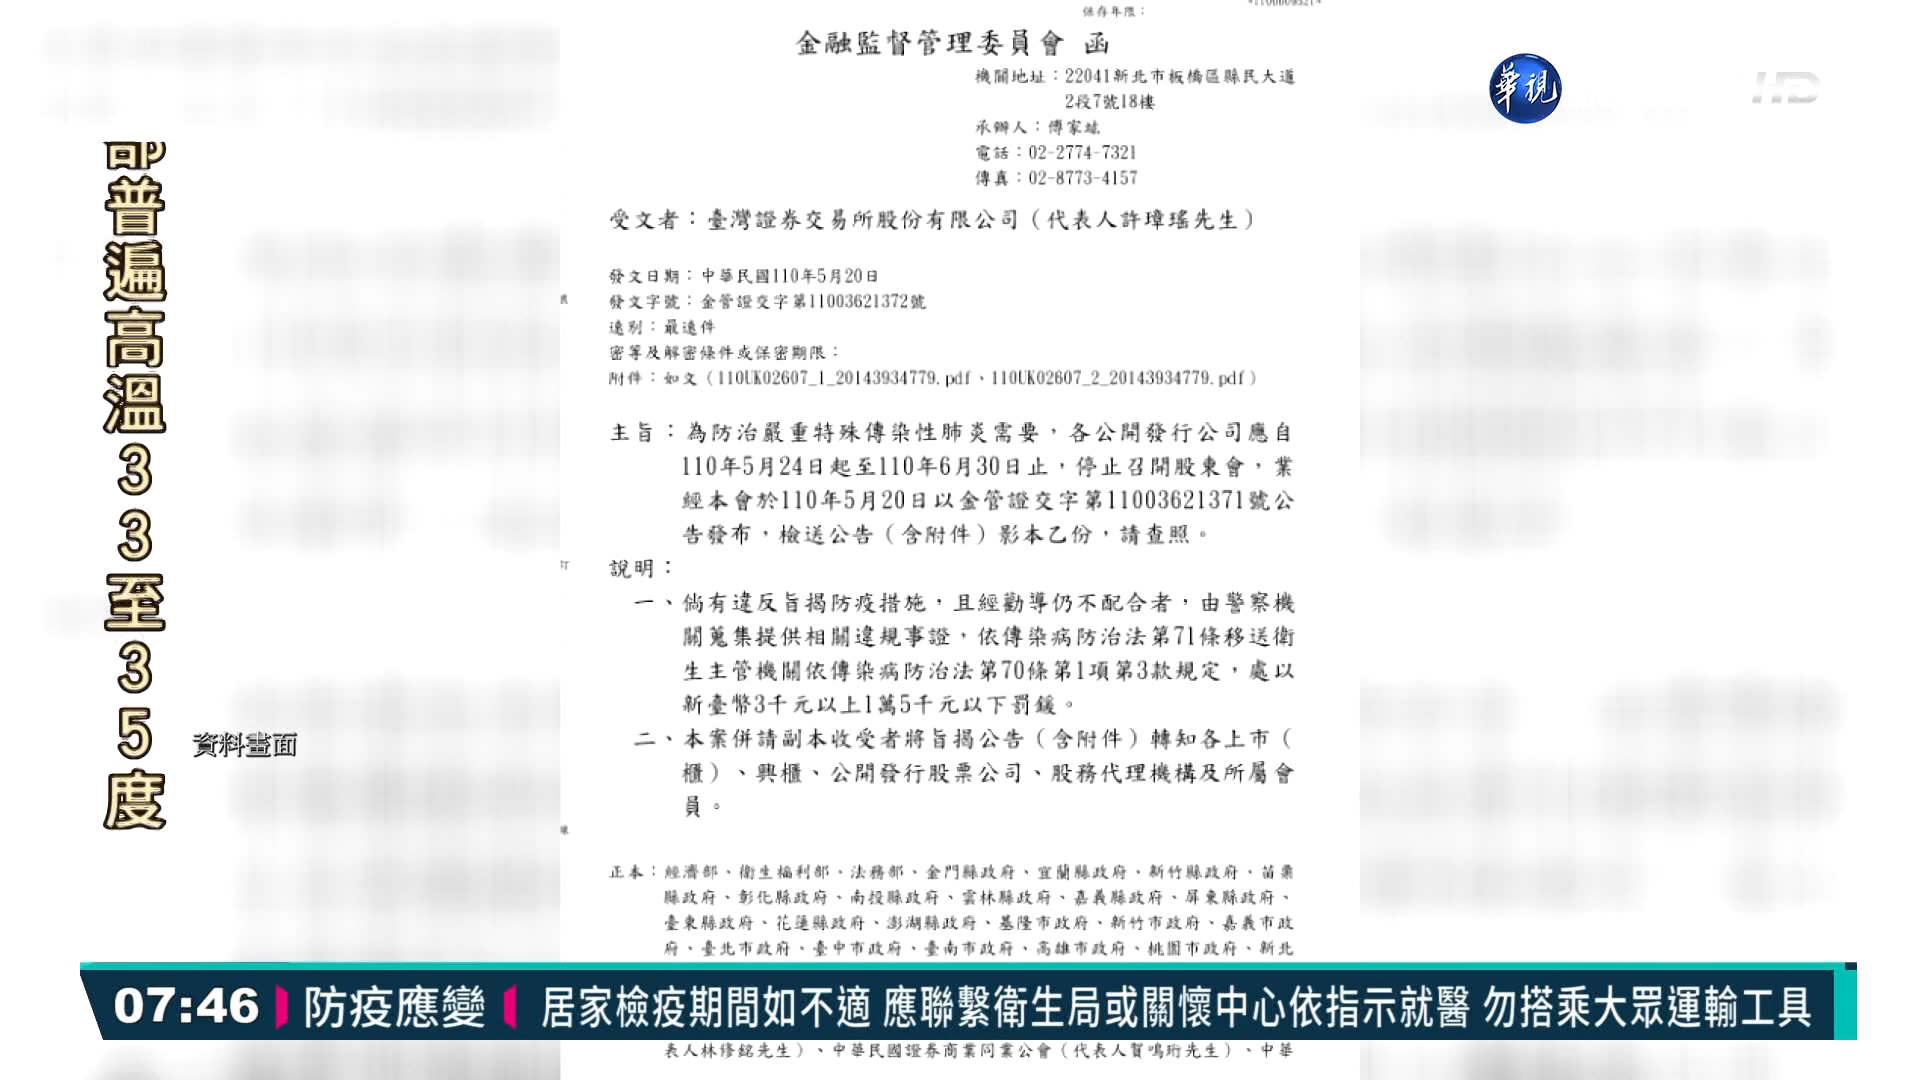 保存年限：
金融監督管理委員會 函
機關地址：22041新北市板橋區縣民大道
2段7號18樓
承辦人：傅家竑
電話：02-2774-7321
傳真：02-8773-4157
受文者：臺灣證券交易所股份有限公司（代表人許璋瑤先生）
發文日期：中華民國110年5月20日
發文字號：金管證交字第11003621372號
速別：最速件
密等及解密條件或保密期限：
附件：如文（110UK02607_1_20143934779.pdf、110UK02607_2_20143934779.pdf）
主旨：為防治嚴重特殊傳染性肺炎需要，各公開發行公司應自
110年5月24日起至110年6月30日止，停止召開股東會，業
經本會於110年5月20日以金管證交字第11003621371號公
告發布，檢送公告（含附件）影本乙份，請查照。
說明：
一、倘有違反旨揭防疫措施，且經勸導仍不配合者，由警察機
關蒐集提供相關違規事證，依傳染病防治法第71條移送衛
生主管機關依傳染病防治法第70條第1項第3款規定，處以
新臺幣3千元以上1萬5千元以下罰鍰。
二、本案併請副本收受者將旨揭公告（含附件）轉知各上市（
櫃）、興櫃、公開發行股票公司、股務代理機構及所屬會
員。
正本：經濟部、衛生福利部、法務部、金門縣政府、宜蘭縣政府、新竹縣政府、苗栗
縣政府、彰化縣政府、南投縣政府、雲林縣政府、嘉義縣政府、屏東縣政府、
臺東縣政府、花蓮縣政府、澎湖縣政府、基隆市政府、新竹市政府、嘉義市政
府、臺北市政府、臺中市政府、臺南市政府、高雄市政府、桃園市政府、新北
表人林修銘先生）、中華民國證券商業同業公會（代表人賀鳴珩先生）、中華
華視
HD
部普遍高溫33至35度
資料畫面
07:46 防疫應變 居家檢疫期間如不適 應聯繫衛生局或關懷中心依指示就醫 勿搭乘大眾運輸工具